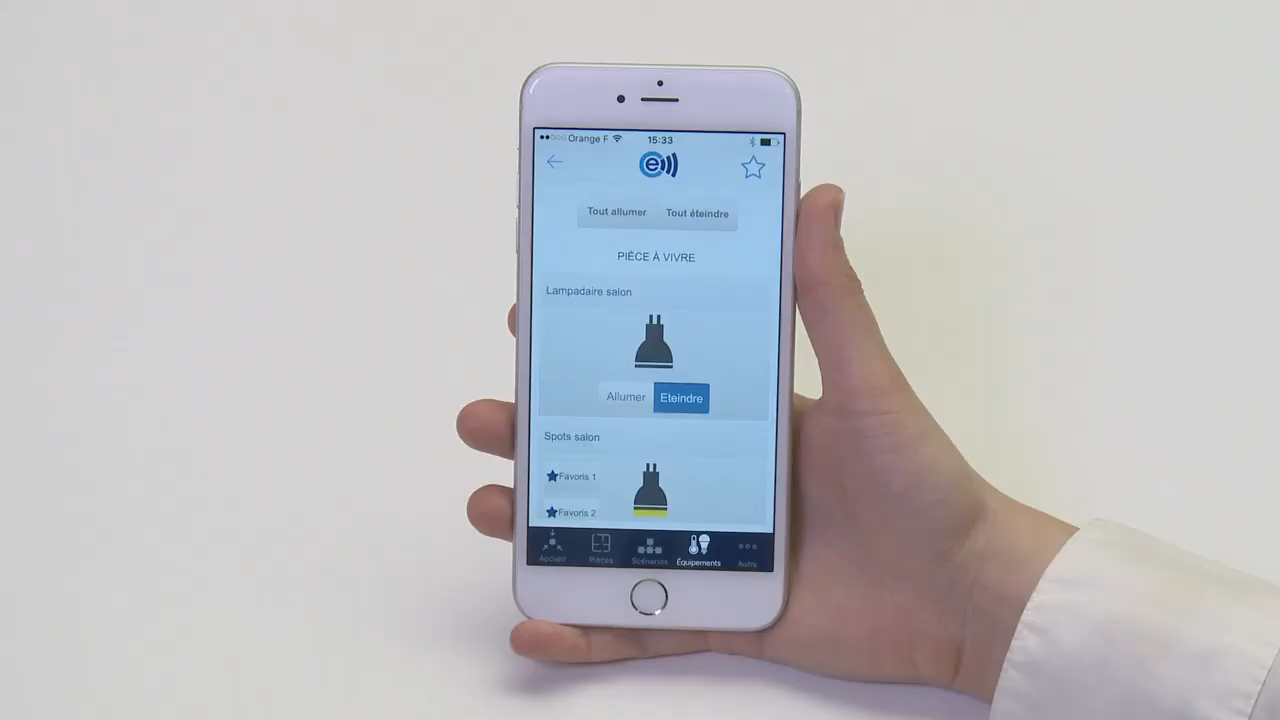 Orange F 15:33
e
Tout allumer Tout éteindre
PIÈCE À VIVRE
Lampadaire salon
Allumer Eteindre
Spots salon
Favoris 1
Favoris 2
Accueil Pièces Scénarios Équipements Autre